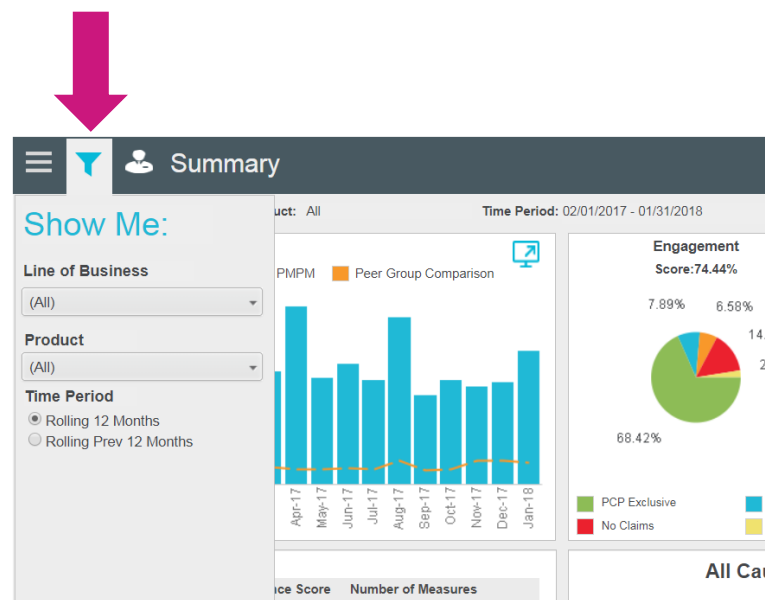 Summary
Show Me:
Line of Business
(All)
Product
(All)
Time Period
Rolling 12 Months
Rolling Prev 12 Months
All
Time Period: 02/01/2017 - 01/31/2018
PMPM Peer Group Comparison
Apr-17 May-17 Jun-17 Jul-17 Aug-17 Sep-17 Oct-17 Nov-17 Dec-17 Jan-18
Engagement
Score:74.44%
7.89% 6.58%
68.42%
PCP Exclusive
No Claims
Score Number of Measures
All